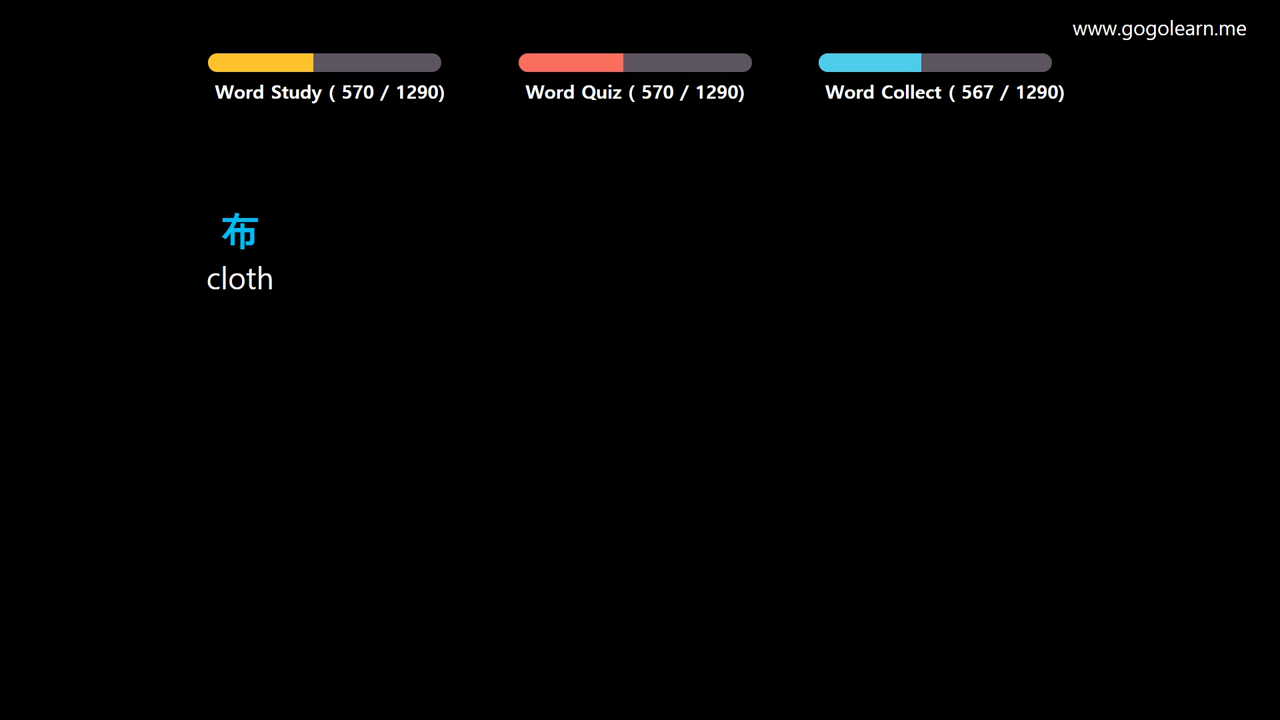 www.gogolearn.me
Word Study ( 570 / 1290)
Word Quiz ( 570 / 1290)
Word Collect ( 567 / 1290)
布
cloth